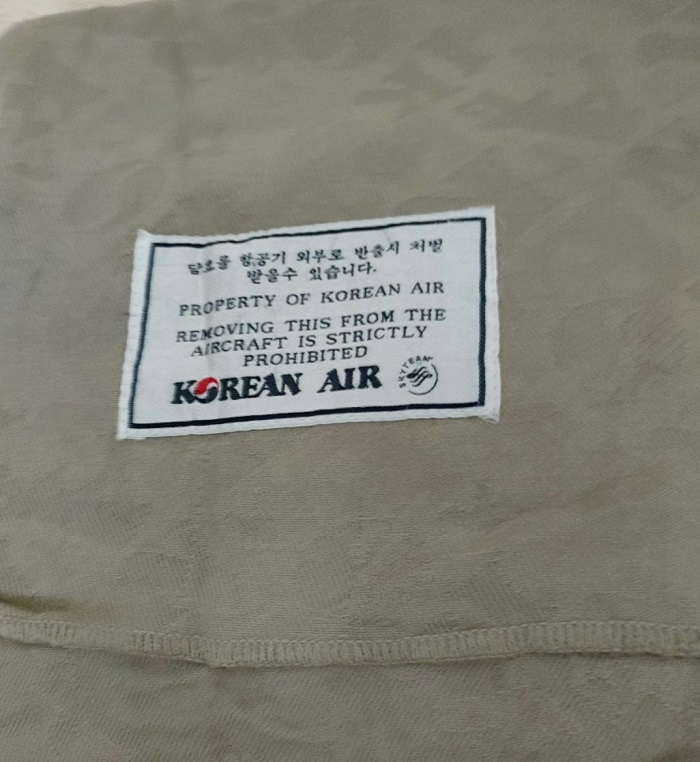 담요를 항공기 외부로 반출시 처벌
받을수 있습니다.
PROPERTY OF KOREAN AIR
REMOVING THIS FROM THE
AIRCRAFT IS STRICTLY
PROHIBITED
KOREAN AIR
SKYTEAM